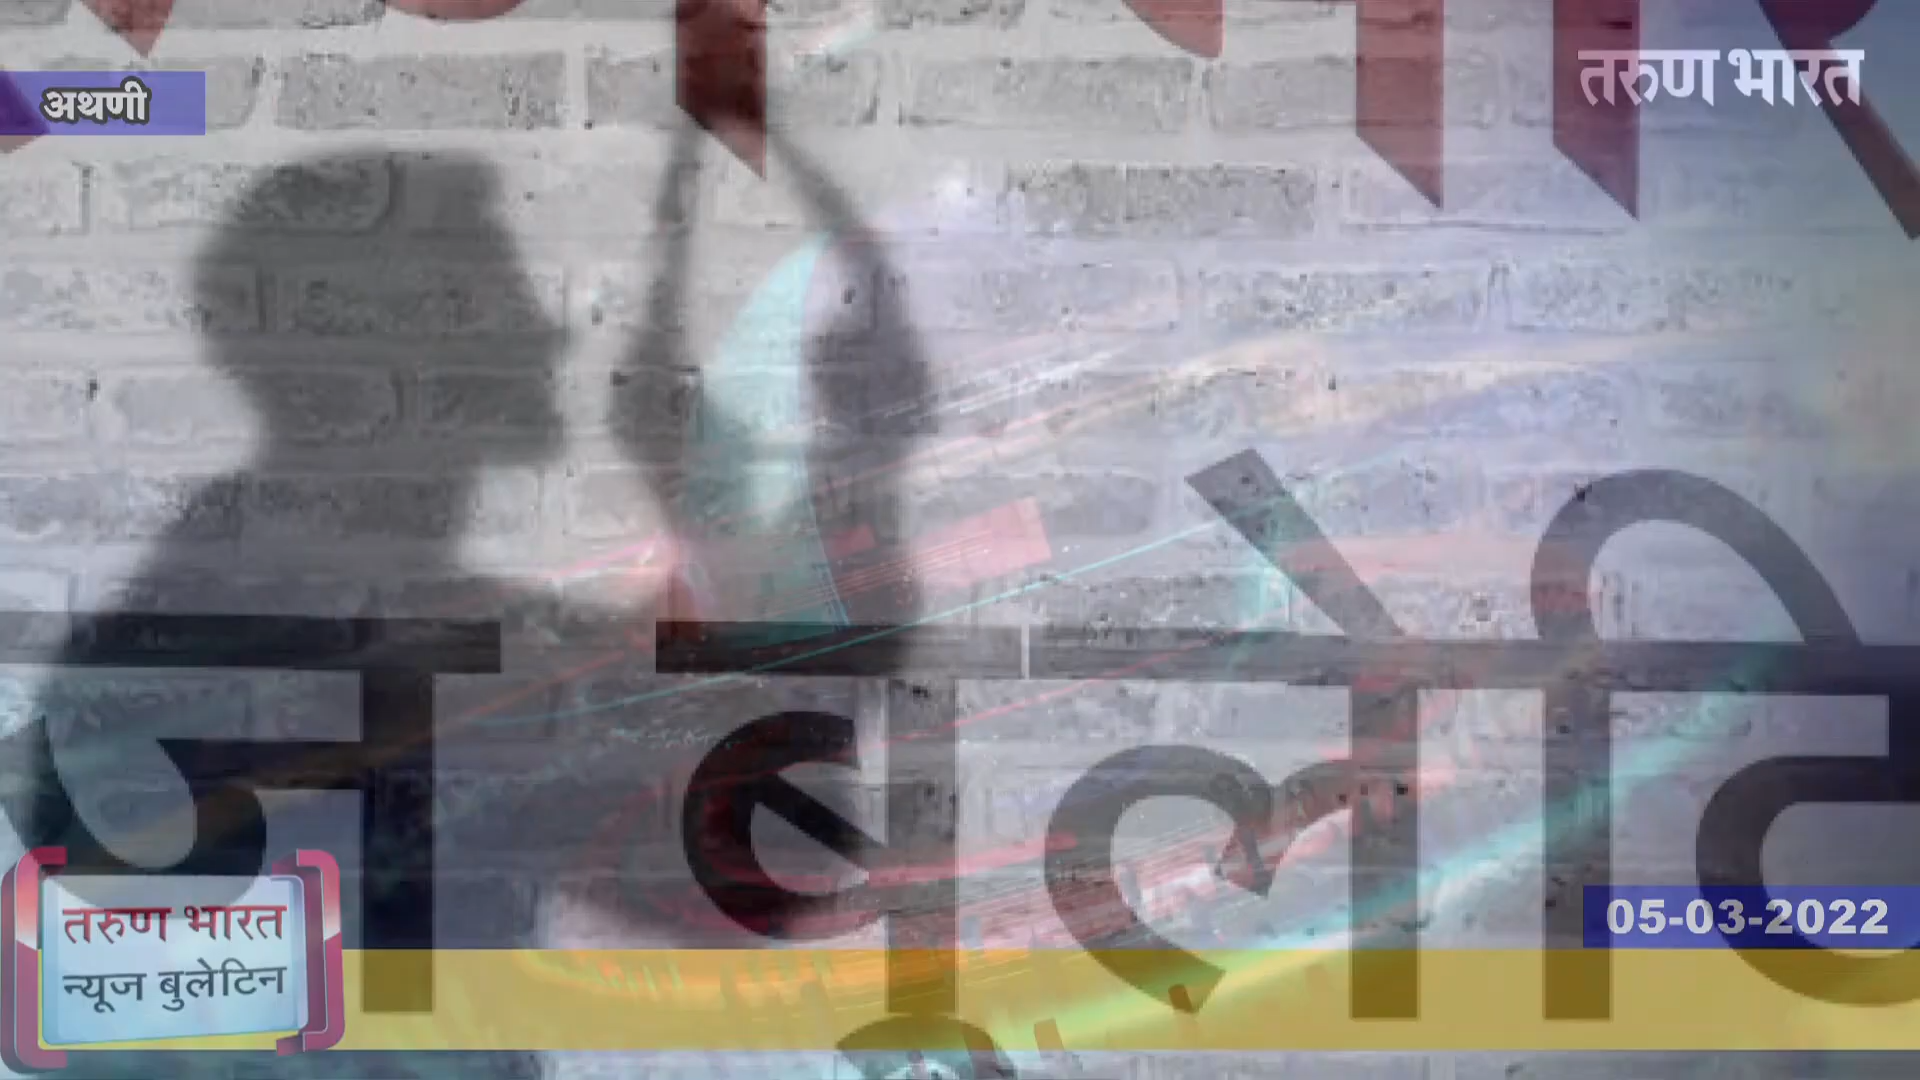 अथणी
तरुण भारत
05-03-2022
तरुण भारत
न्यूज बुलेटिन